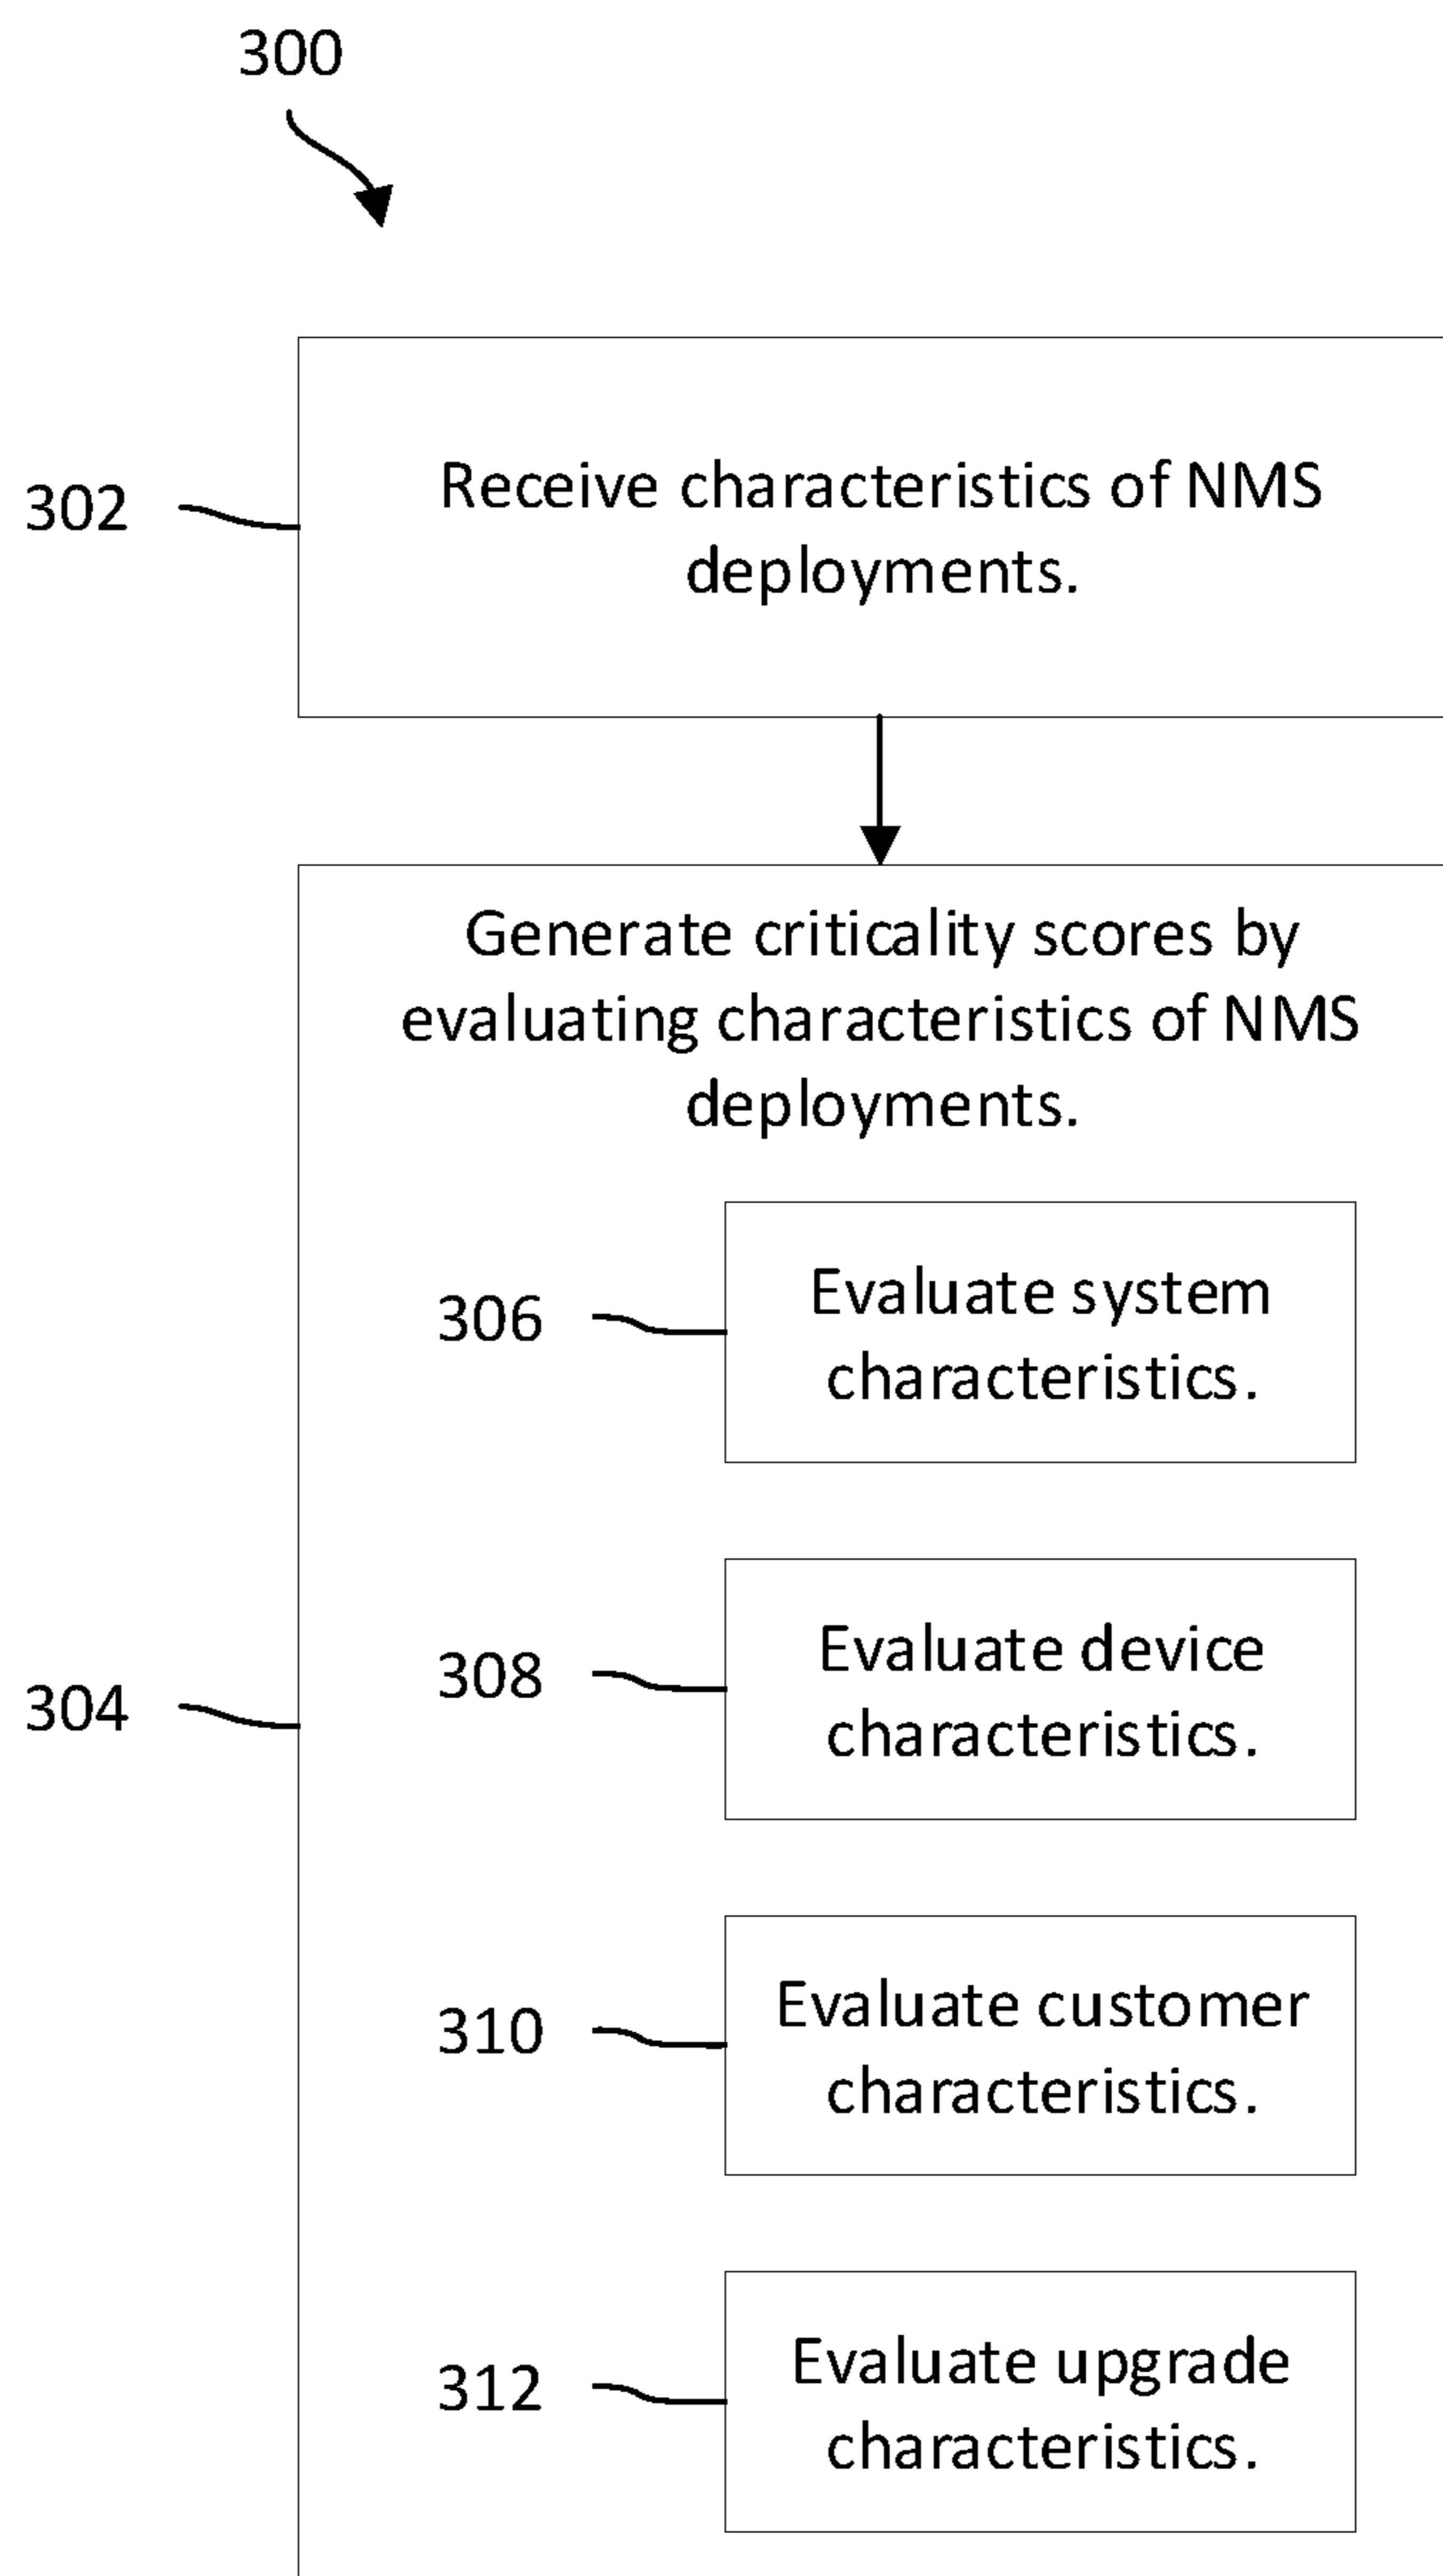 300
302
Receive characteristics of NMS
deployments.
304
Generate criticality scores by
evaluating characteristics of NMS
deployments.
306
Evaluate system
characteristics.
308
Evaluate device
characteristics.
310
Evaluate customer
characteristics.
312
Evaluate upgrade
characteristics.